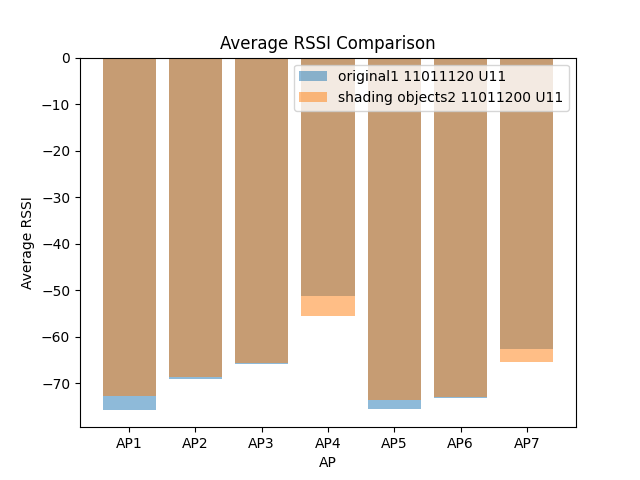 Average RSSI Comparison
original1 11011120 U11
shading objects2 11011200 U11
0
−10
−20
−30
−40
−50
−60
−70
Average RSSI
AP1 AP2 AP3 AP4 AP5 AP6 AP7
AP